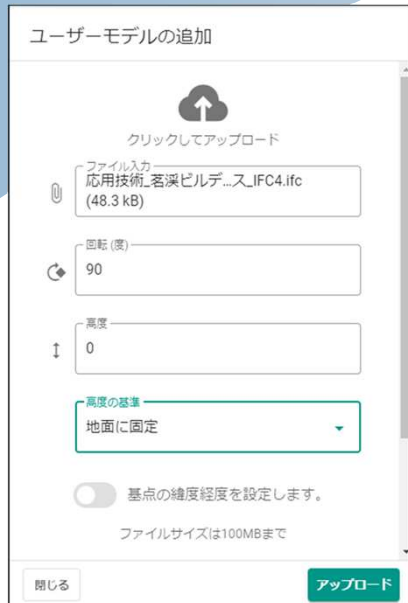 ユーザーモデルの追加
クリックしてアップロード
ファイル入力
応用技術_茗渓ビルデ...ス_IFC4.ifc
(48.3 kB)
回転 (度)
90
高度
0
高度の基準
地面に固定
基点の緯度経度を設定します。
ファイルサイズは100MBまで
閉じる
アップロード